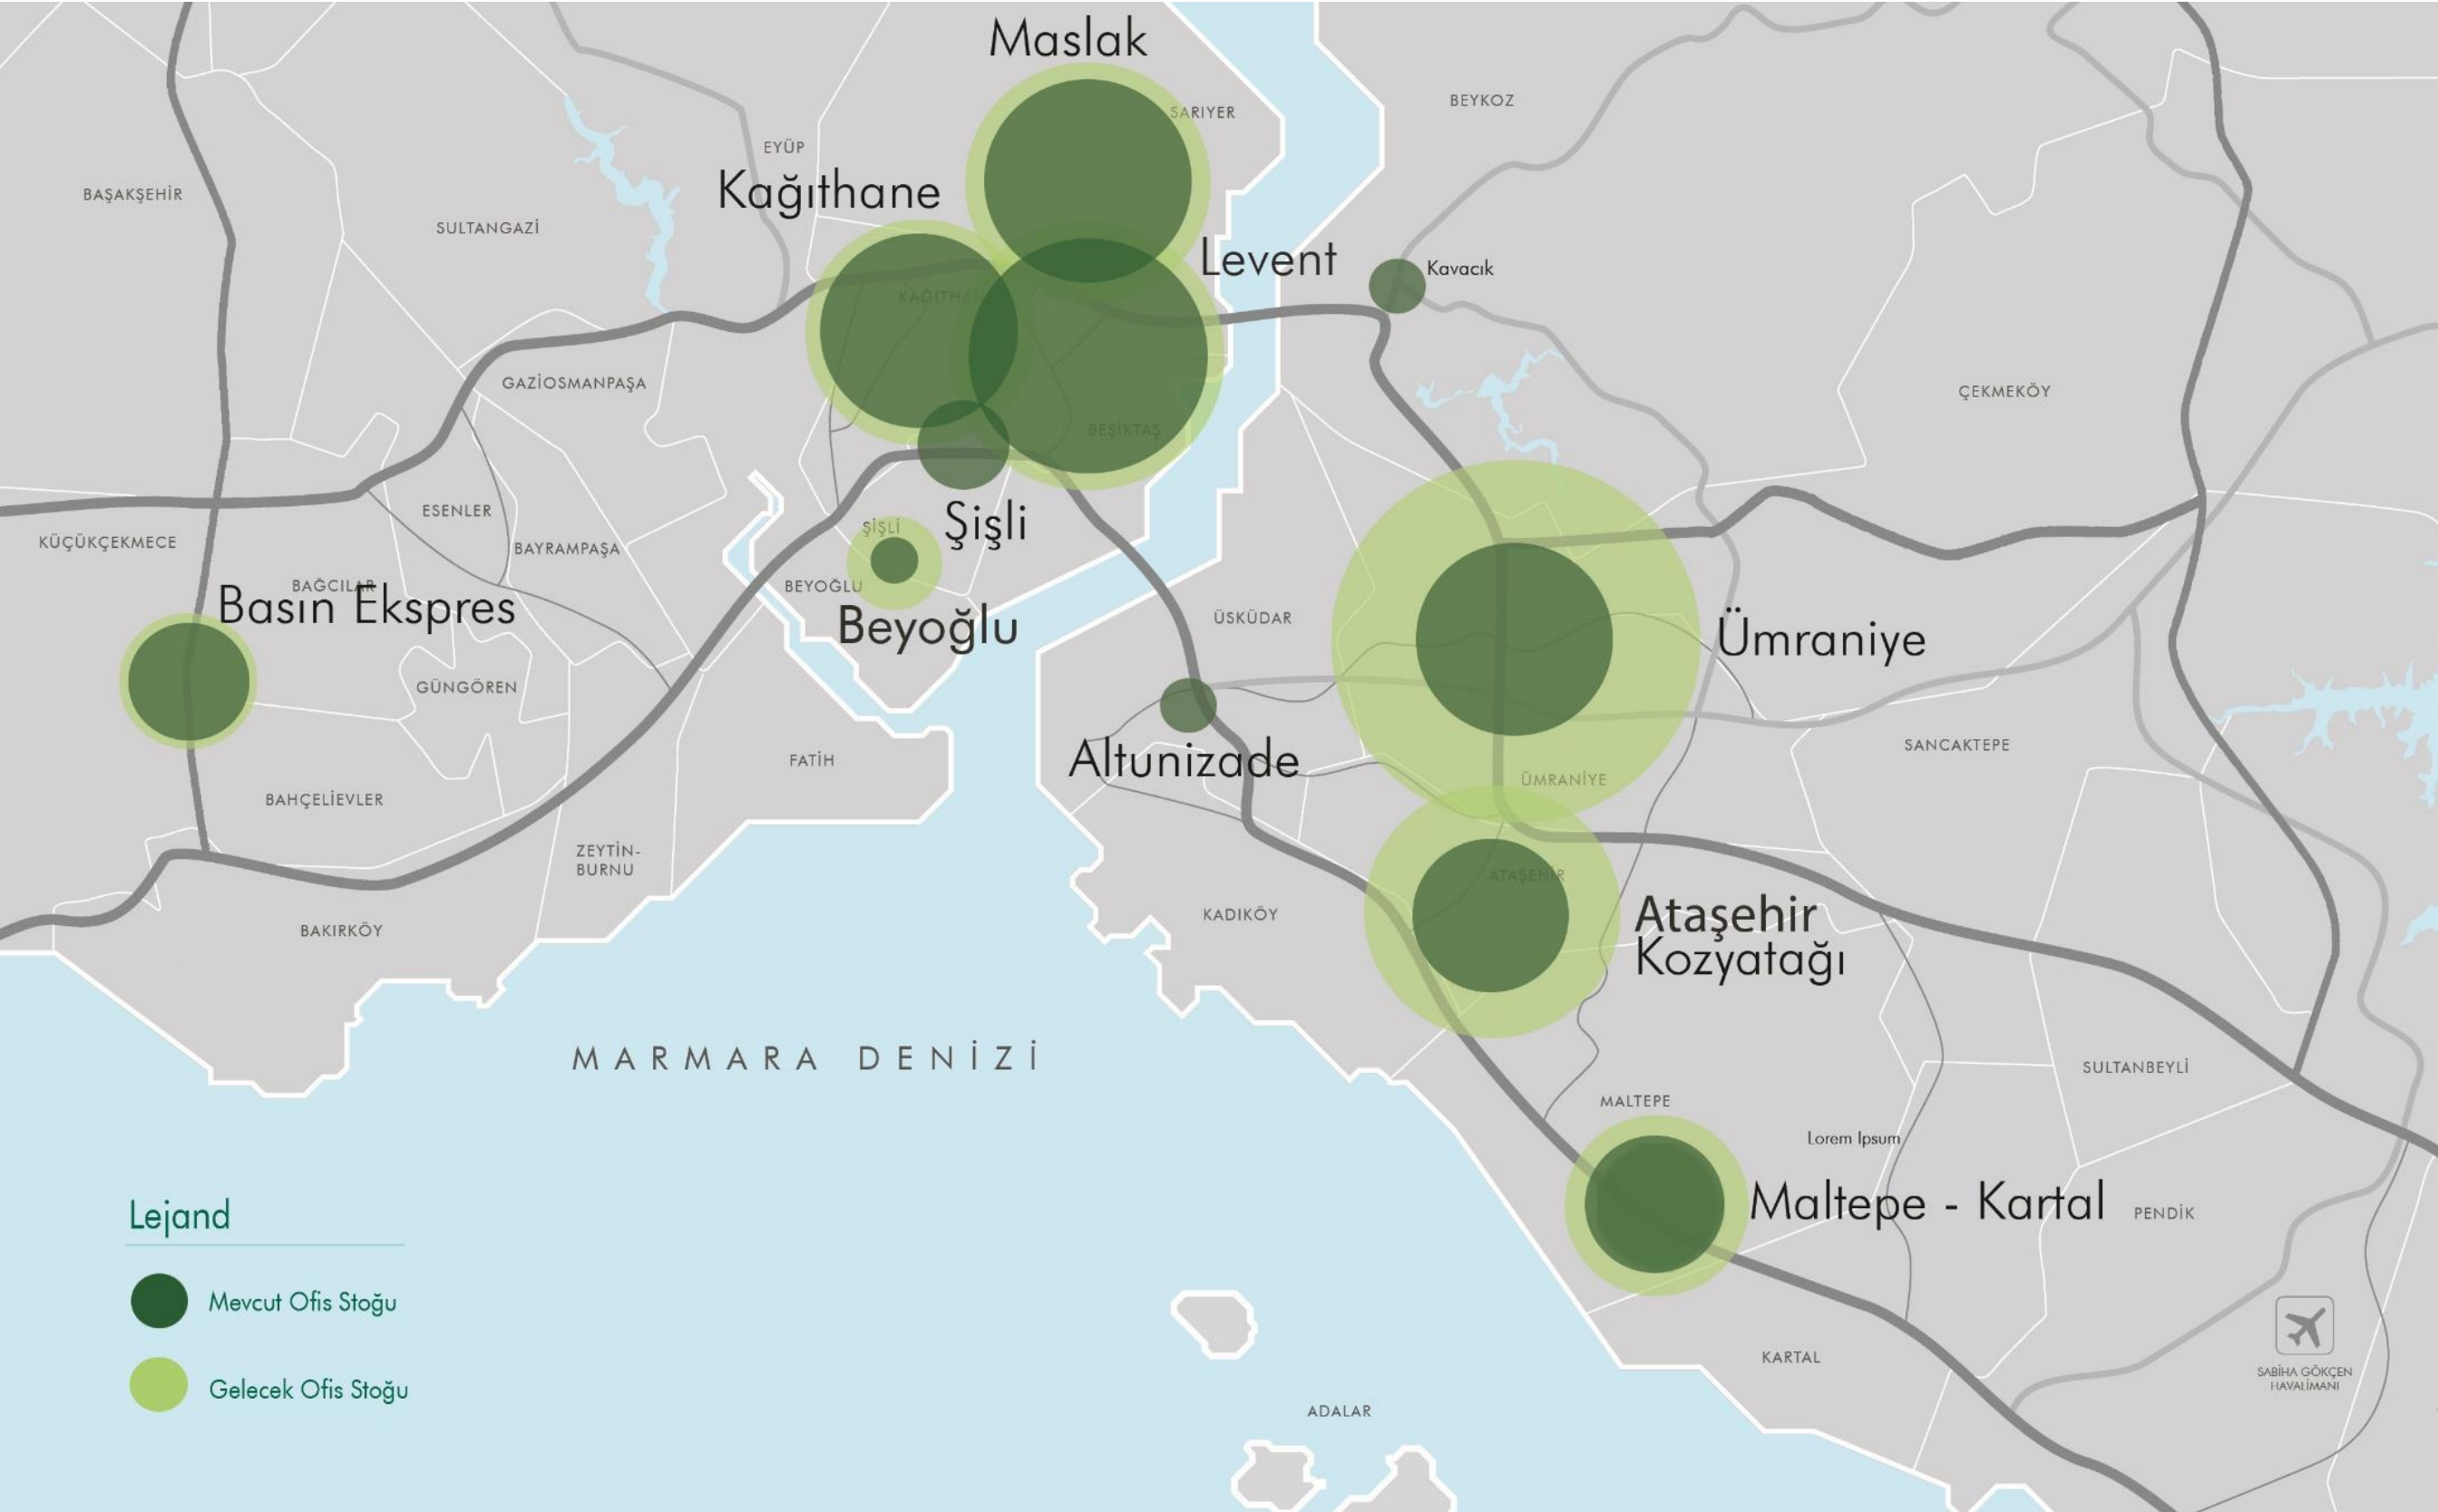 Maslak
SARIYER
BEYKOZ
EYÜP
Kağıthane
BAŞAKŞEHİR
SULTANGAZİ
Levent
Kavacık
KAĞITHANE
GAZİOSMANPAŞA
ÇEKMEKÖY
BEŞİKTAŞ
ESENLER
ŞİŞLİ
Şişli
KÜÇÜKÇEKMECE
BAYRAMPAŞA
BAĞCILAR
BEYOĞLU
Basın Ekspres
Beyoğlu
ÜSKÜDAR
Ümraniye
GÜNGÖREN
SANCAKTEPE
FATİH
Altunizade
ÜMRANİYE
BAHÇELİEVLER
ZEYTİN-
BURNU
ATAŞEHİR
KADIKÖY
Ataşehir
Kozyatağı
BAKIRKÖY
MARMARA DENİZİ
SULTANBEYLİ
MALTEPE
Lorem Ipsum
Maltepe - Kartal
PENDİK
Lejand
Mevcut Ofis Stoğu
Gelecek Ofis Stoğu
KARTAL
SABİHA GÖKÇEN
HAVALİMANI
ADALAR